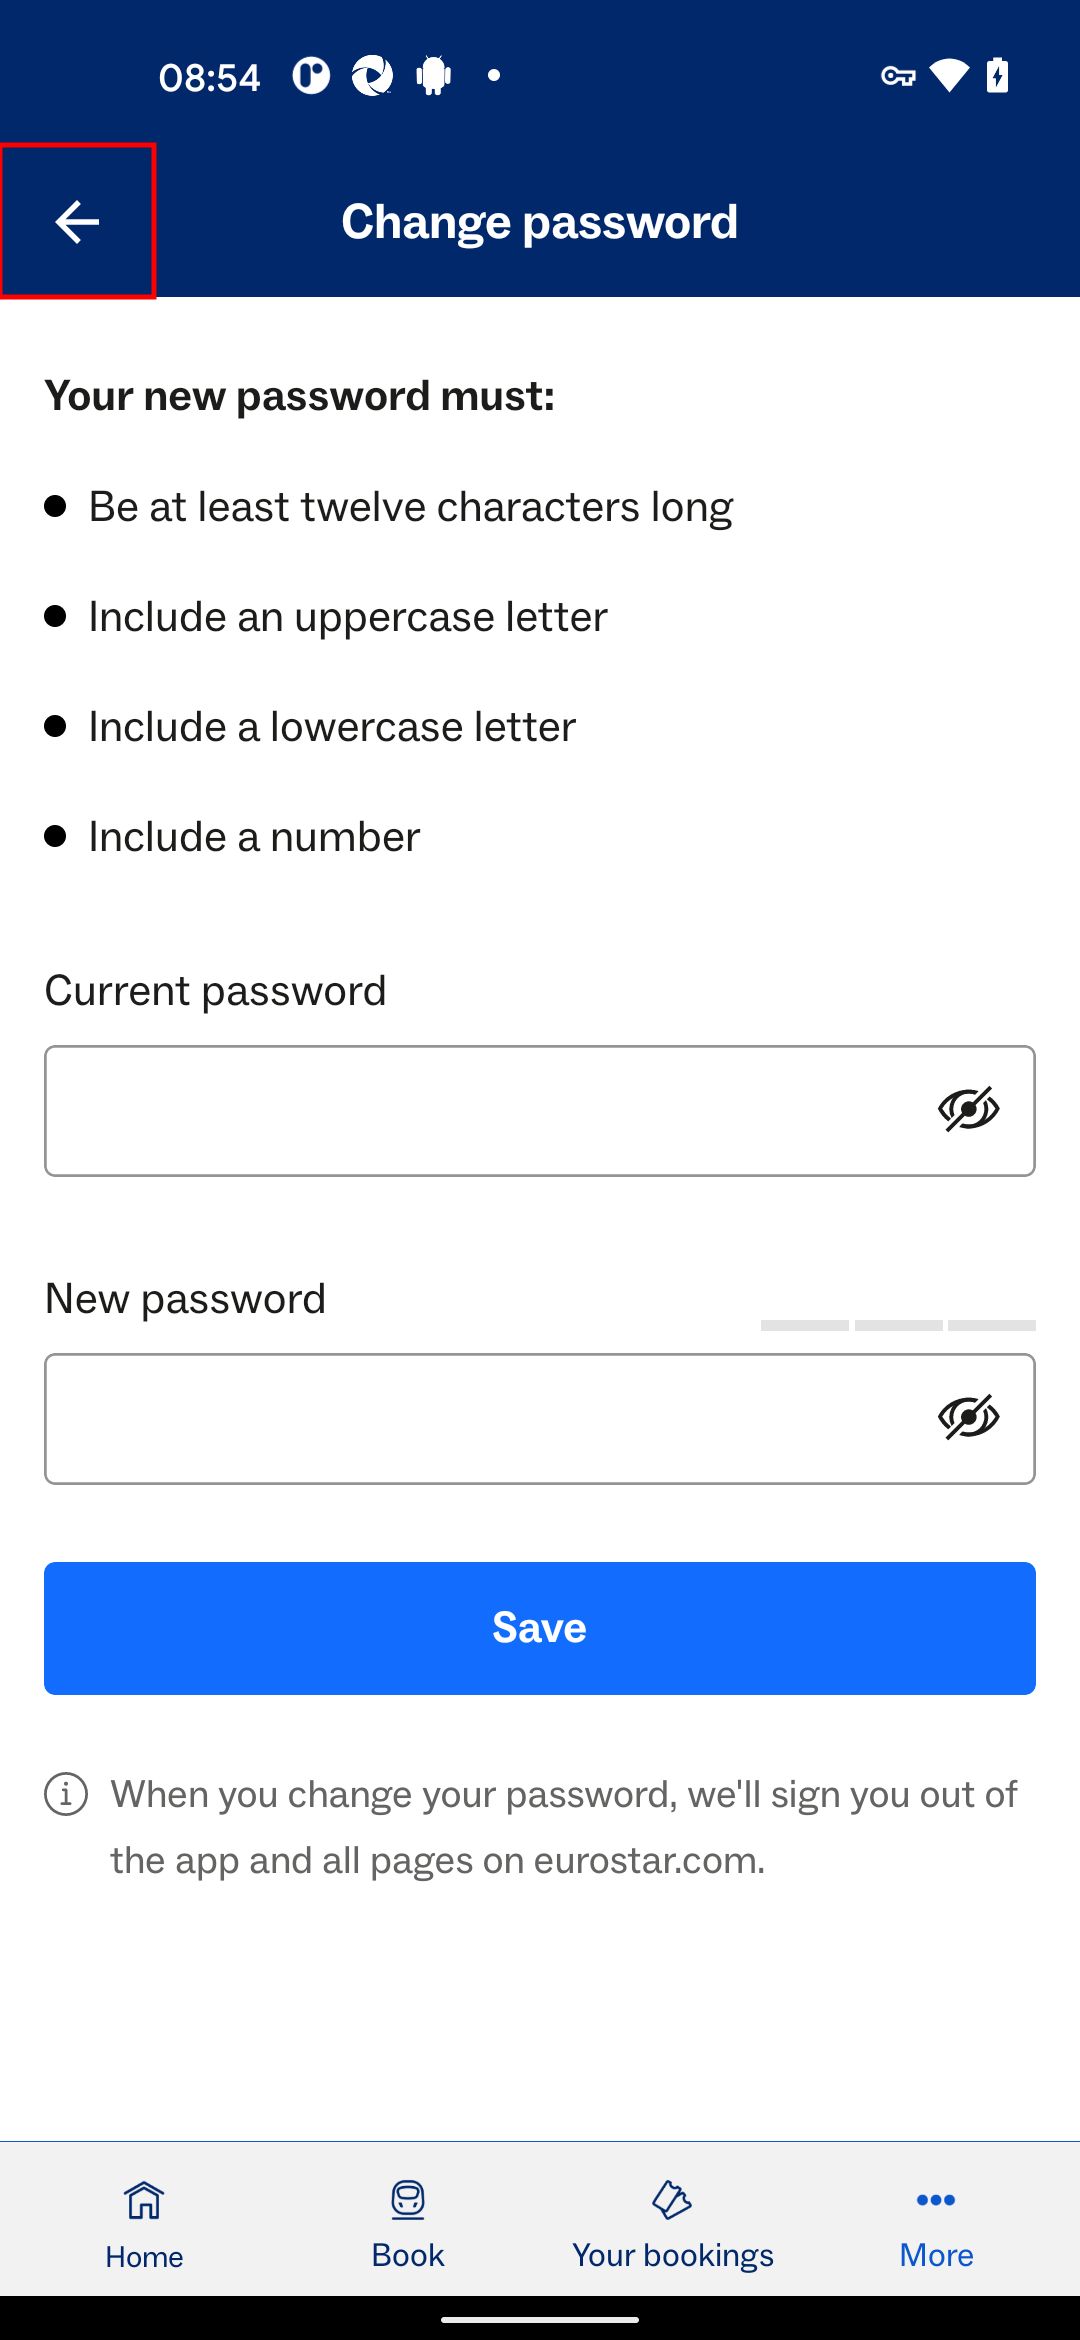 08:54
Change password
Your new password must:
Be at least twelve characters long
Include an uppercase letter
Include a lowercase letter
Include a number
Current password
New password
Save
When you change your password, we'll sign you out of
the app and all pages on eurostar.com.
Home
Book
Your bookings
More